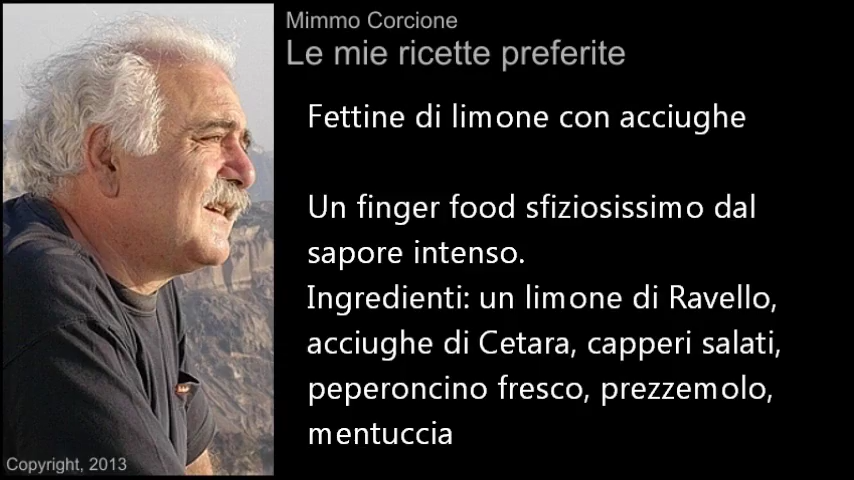 Mimmo Corcione
Le mie ricette preferite
Fettine di limone con acciughe
Un finger food sfiziosissimo dal
sapore intenso.
Ingredienti: un limone di Ravello,
acciughe di Cetara, capperi salati,
peperoncino fresco, prezzemolo,
mentuccia
Copyright, 2013